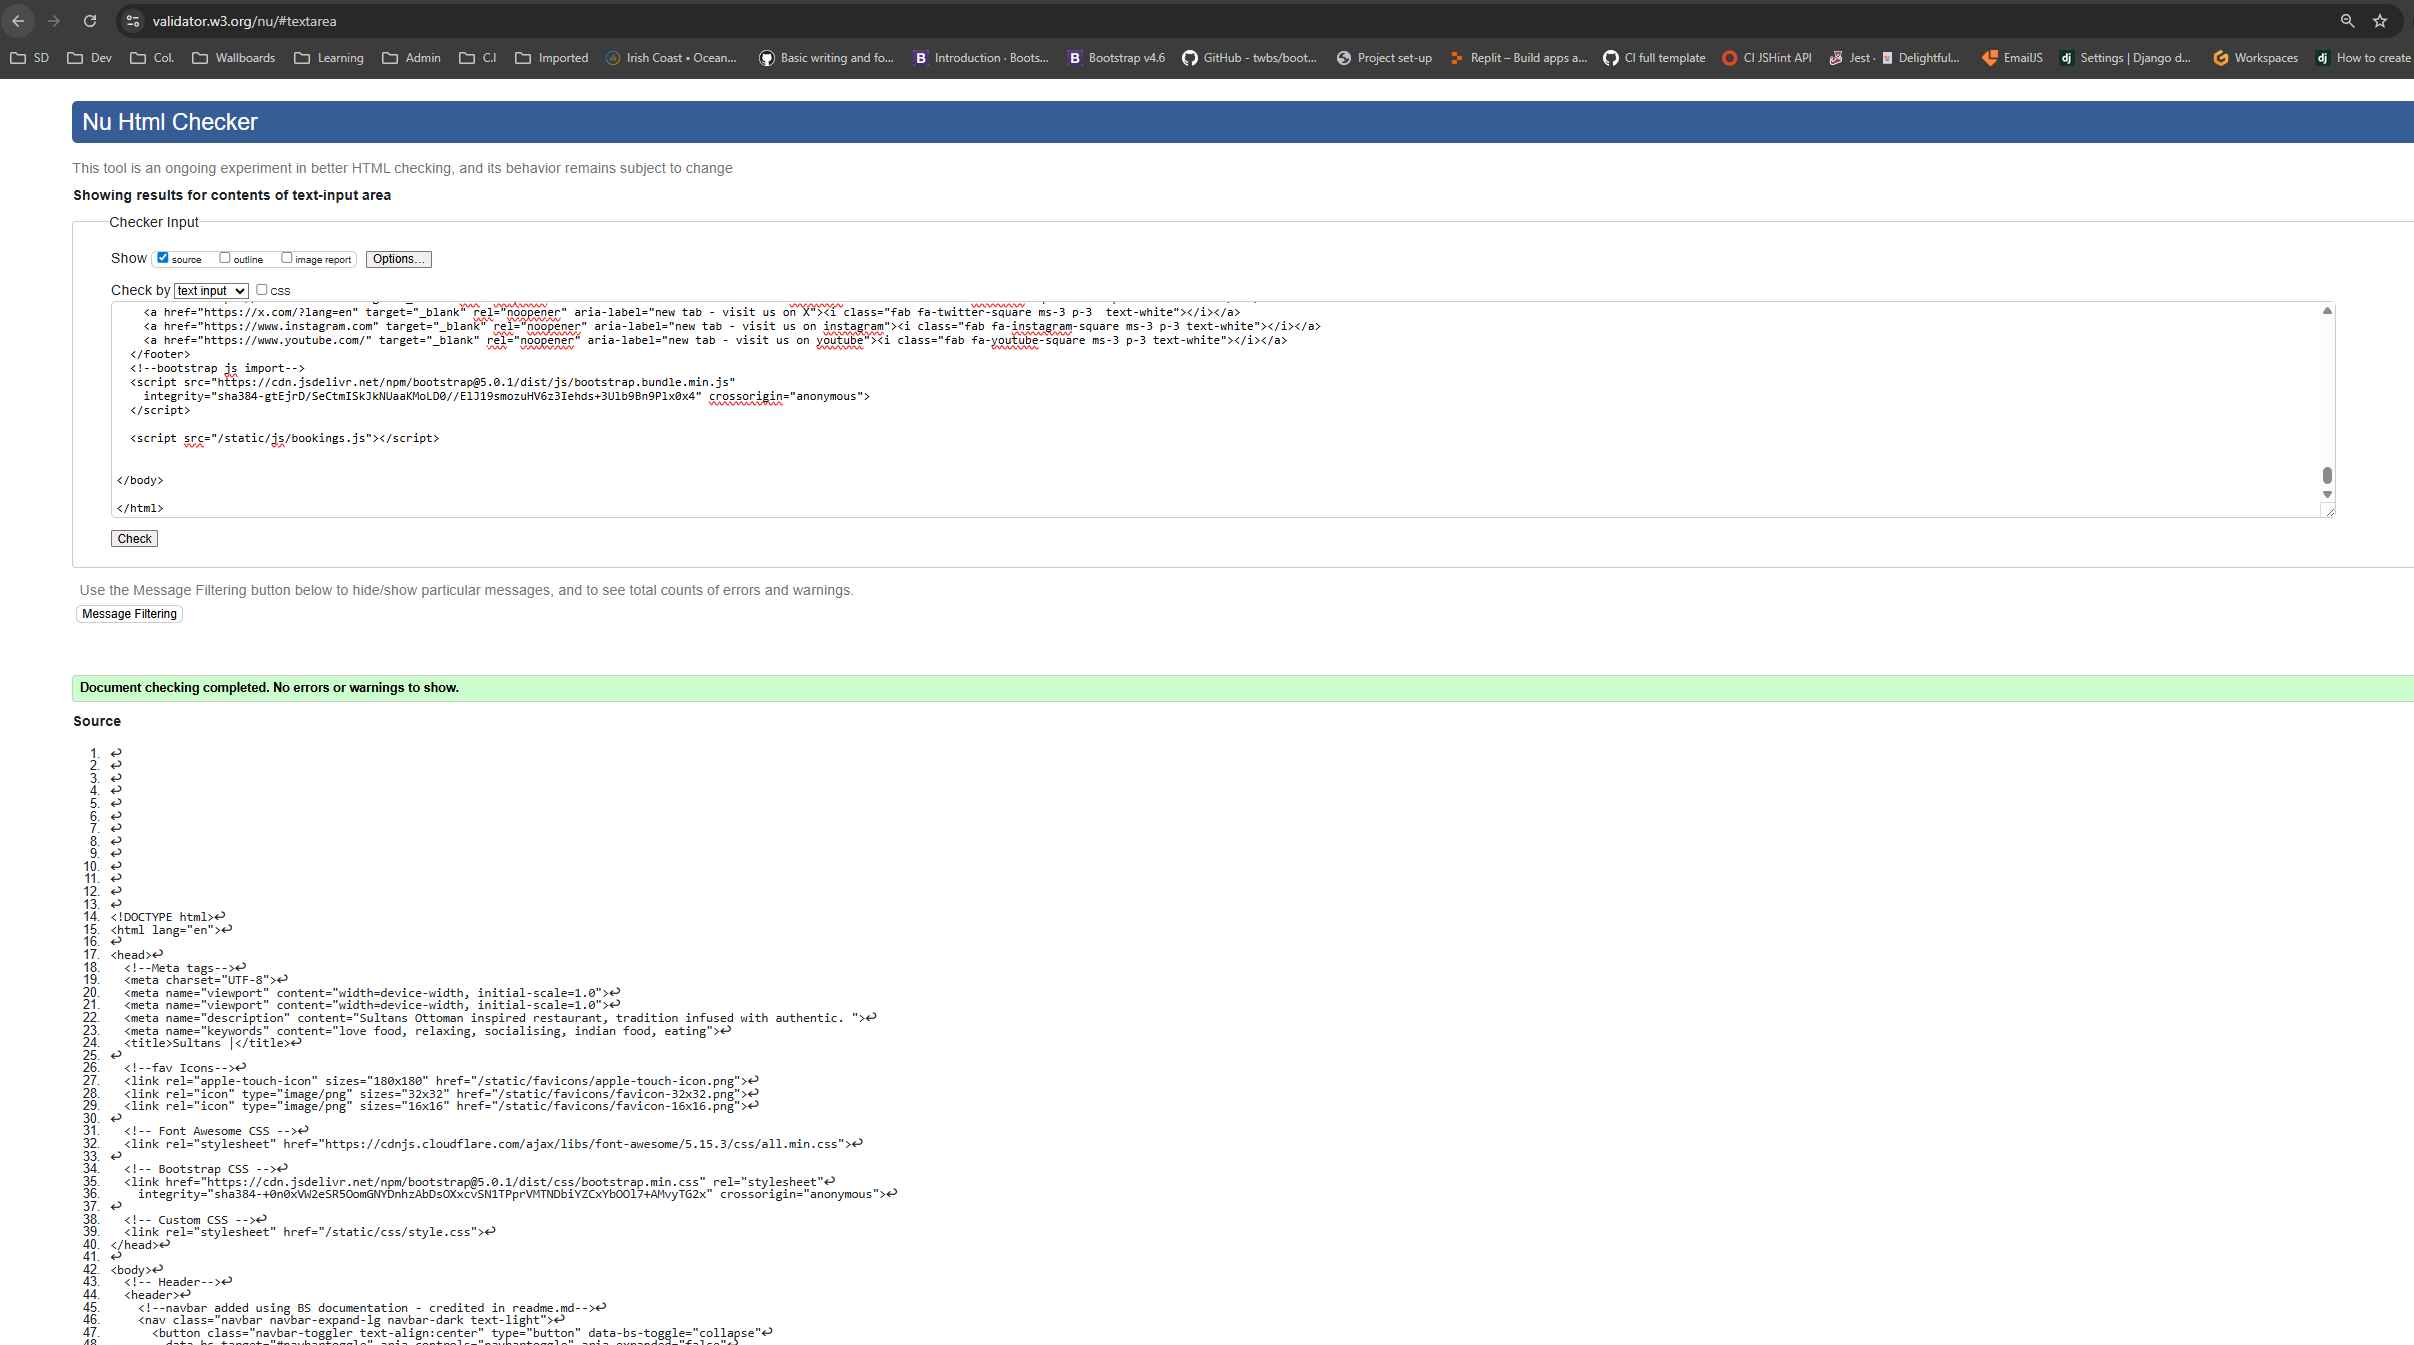 validator.w3.org/nu/#textarea
SD Dev Col. Wallboards Learning Admin C.I Imported Irish Coast • Ocean... Basic writing and fo... Introduction · Boots... Bootstrap v4.6 GitHub - twbs/boot... Project set-up Replit – Build apps a... CI full template CI JSHint API Jest · Delightful... EmailJS Settings | Django d... Workspaces How to create
Nu Html Checker
This tool is an ongoing experiment in better HTML checking, and its behavior remains subject to change
Showing results for contents of text-input area
Checker Input
Show source outline image report Options...
Check by text input css
<a href="https://x.com/?lang=en" target="_blank" rel="noopener" aria-label="new tab - visit us on X"><i class="fab fa-twitter-square ms-3 p-3  text-white"></i></a>
<a href="https://www.instagram.com" target="_blank" rel="noopener" aria-label="new tab - visit us on instagram"><i class="fab fa-instagram-square ms-3 p-3 text-white"></i></a>
<a href="https://www.youtube.com/" target="_blank" rel="noopener" aria-label="new tab - visit us on youtube"><i class="fab fa-youtube-square ms-3 p-3 text-white"></i></a>
</footer>
<!--bootstrap js import-->
<script src="https://cdn.jsdelivr.net/npm/bootstrap@5.0.1/dist/js/bootstrap.bundle.min.js"
integrity="sha384-gtEjrD/SeCtmISkJkNUaaKMoLD0//ElJ19smozuHV6z3Iehds+3Ulb9Bn9Plx0x4" crossorigin="anonymous">
</script>
<script src="/static/js/bookings.js"></script>
</body>
</html>
Check
Use the Message Filtering button below to hide/show particular messages, and to see total counts of errors and warnings.
Message Filtering
Document checking completed. No errors or warnings to show.
Source
1. ↩
2. ↩
3. ↩
4. ↩
5. ↩
6. ↩
7. ↩
8. ↩
9. ↩
10. ↩
11. ↩
12. ↩
13. ↩
14. <!DOCTYPE html>↩
15. <html lang="en">↩
16. ↩
17. <head>↩
18. <!--Meta tags-->↩
19. <meta charset="UTF-8">↩
20. <meta name="viewport" content="width=device-width, initial-scale=1.0">↩
21. <meta name="viewport" content="width=device-width, initial-scale=1.0">↩
22. <meta name="description" content="Sultans Ottoman inspired restaurant, tradition infused with authentic. ">↩
23. <meta name="keywords" content="love food, relaxing, socialising, indian food, eating">↩
24. <title>Sultans |</title>↩
25. ↩
26. <!--fav Icons-->↩
27. <link rel="apple-touch-icon" sizes="180x180" href="/static/favicons/apple-touch-icon.png">↩
28. <link rel="icon" type="image/png" sizes="32x32" href="/static/favicons/favicon-32x32.png">↩
29. <link rel="icon" type="image/png" sizes="16x16" href="/static/favicons/favicon-16x16.png">↩
30. ↩
31. <!-- Font Awesome CSS -->↩
32. <link rel="stylesheet" href="https://cdnjs.cloudflare.com/ajax/libs/font-awesome/5.15.3/css/all.min.css">↩
33. ↩
34. <!-- Bootstrap CSS -->↩
35. <link href="https://cdn.jsdelivr.net/npm/bootstrap@5.0.1/dist/css/bootstrap.min.css" rel="stylesheet"↩
36. integrity="sha384-+0n0xVW2eSR5OomGNYDnhzAbDsOXxcvSN1TPprVMTNDbiYZCxYbOOl7+AMvyTG2x" crossorigin="anonymous">↩
37. ↩
38. <!-- Custom CSS -->↩
39. <link rel="stylesheet" href="/static/css/style.css">↩
40. </head>↩
41. ↩
42. <body>↩
43. <!-- Header-->↩
44. <header>↩
45. <!--navbar added using BS documentation - credited in readme.md-->↩
46. <nav class="navbar navbar-expand-lg navbar-dark text-light">↩
47. <button class="navbar-toggler text-align:center" type="button" data-bs-toggle="collapse"↩
48. data-bs-target="#navbartoggle" aria-controls="navbartoggle" aria-expanded="false"↩